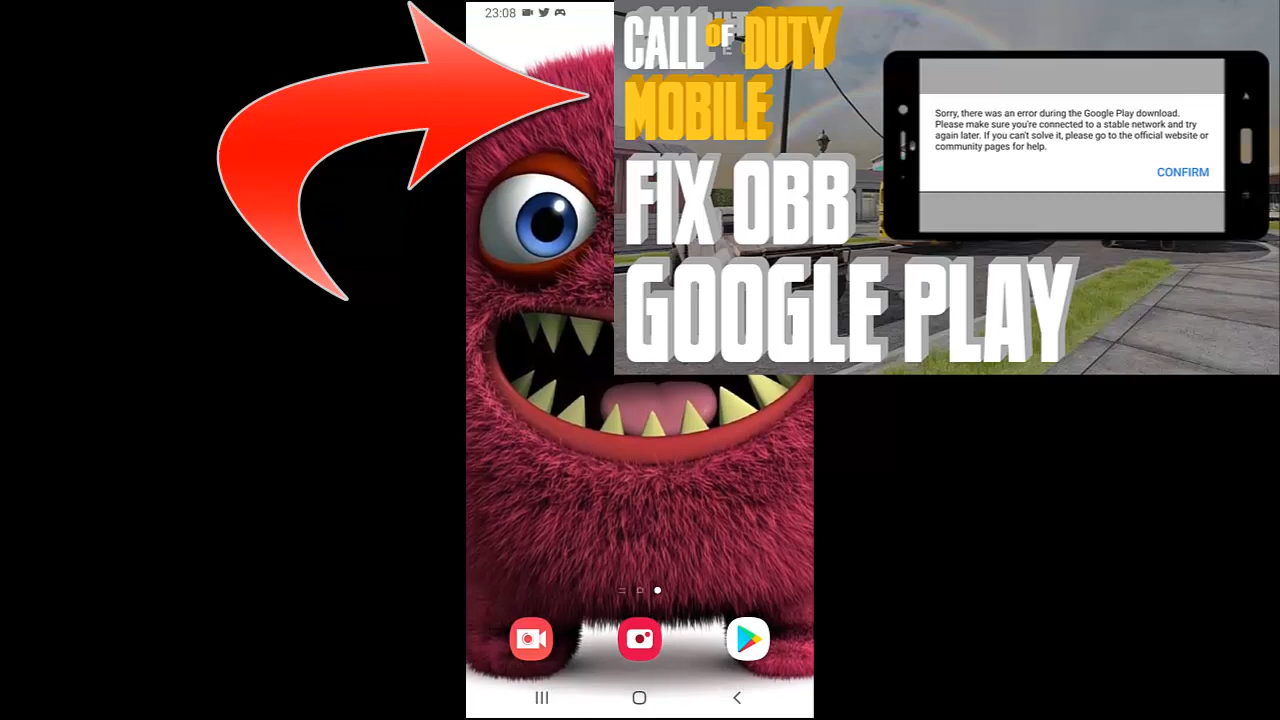 23:08
CALL OF DUTY
MOBILE
FIX OBB
GOOGLE PLAY
Sorry, there was an error during the Google Play download.
Please make sure you're connected to a stable network and try
again later. If you can't solve it, please go to the official website or
community pages for help.
CONFIRM